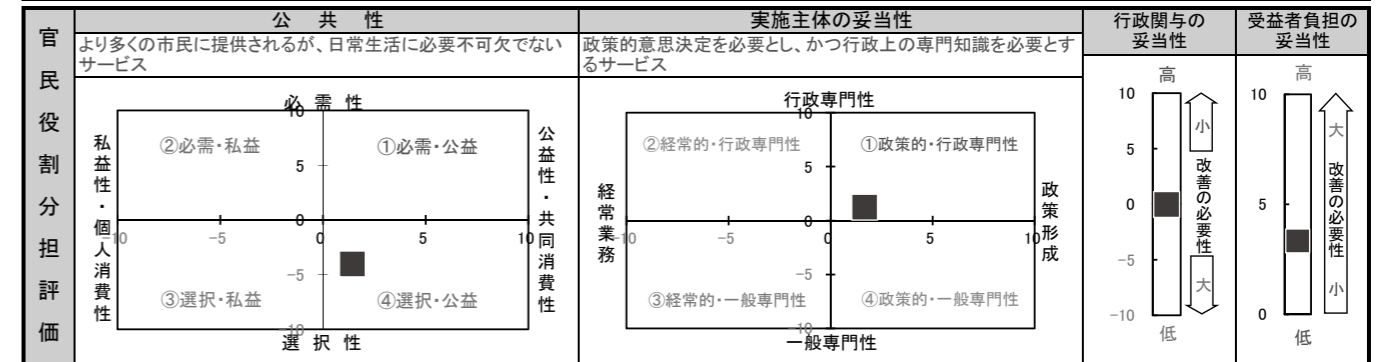 官民役割分担評価
公共性
より多くの市民に提供されるが、日常生活に必要不可欠でない
サービス
必需性
10
②必需・私益
①必需・公益
5
私益性・個人消費性
公益性・共同消費性
0
-10
-5
0
5
10
-5
③選択・私益
④選択・公益
-10
選択性
実施主体の妥当性
政策的意思決定を必要とし、かつ行政上の専門知識を必要とす
るサービス
行政専門性
10
②経常的・行政専門性
①政策的・行政専門性
5
経常業務
政策形成
0
-10
-5
0
5
10
-5
③経常的・一般専門性
④政策的・一般専門性
-10
一般専門性
行政関与の
妥当性
高
10
5
0
-5
-10
小
改善の必要性
大
低
受益者負担の
妥当性
高
10
5
0
大
改善の必要性
小
低